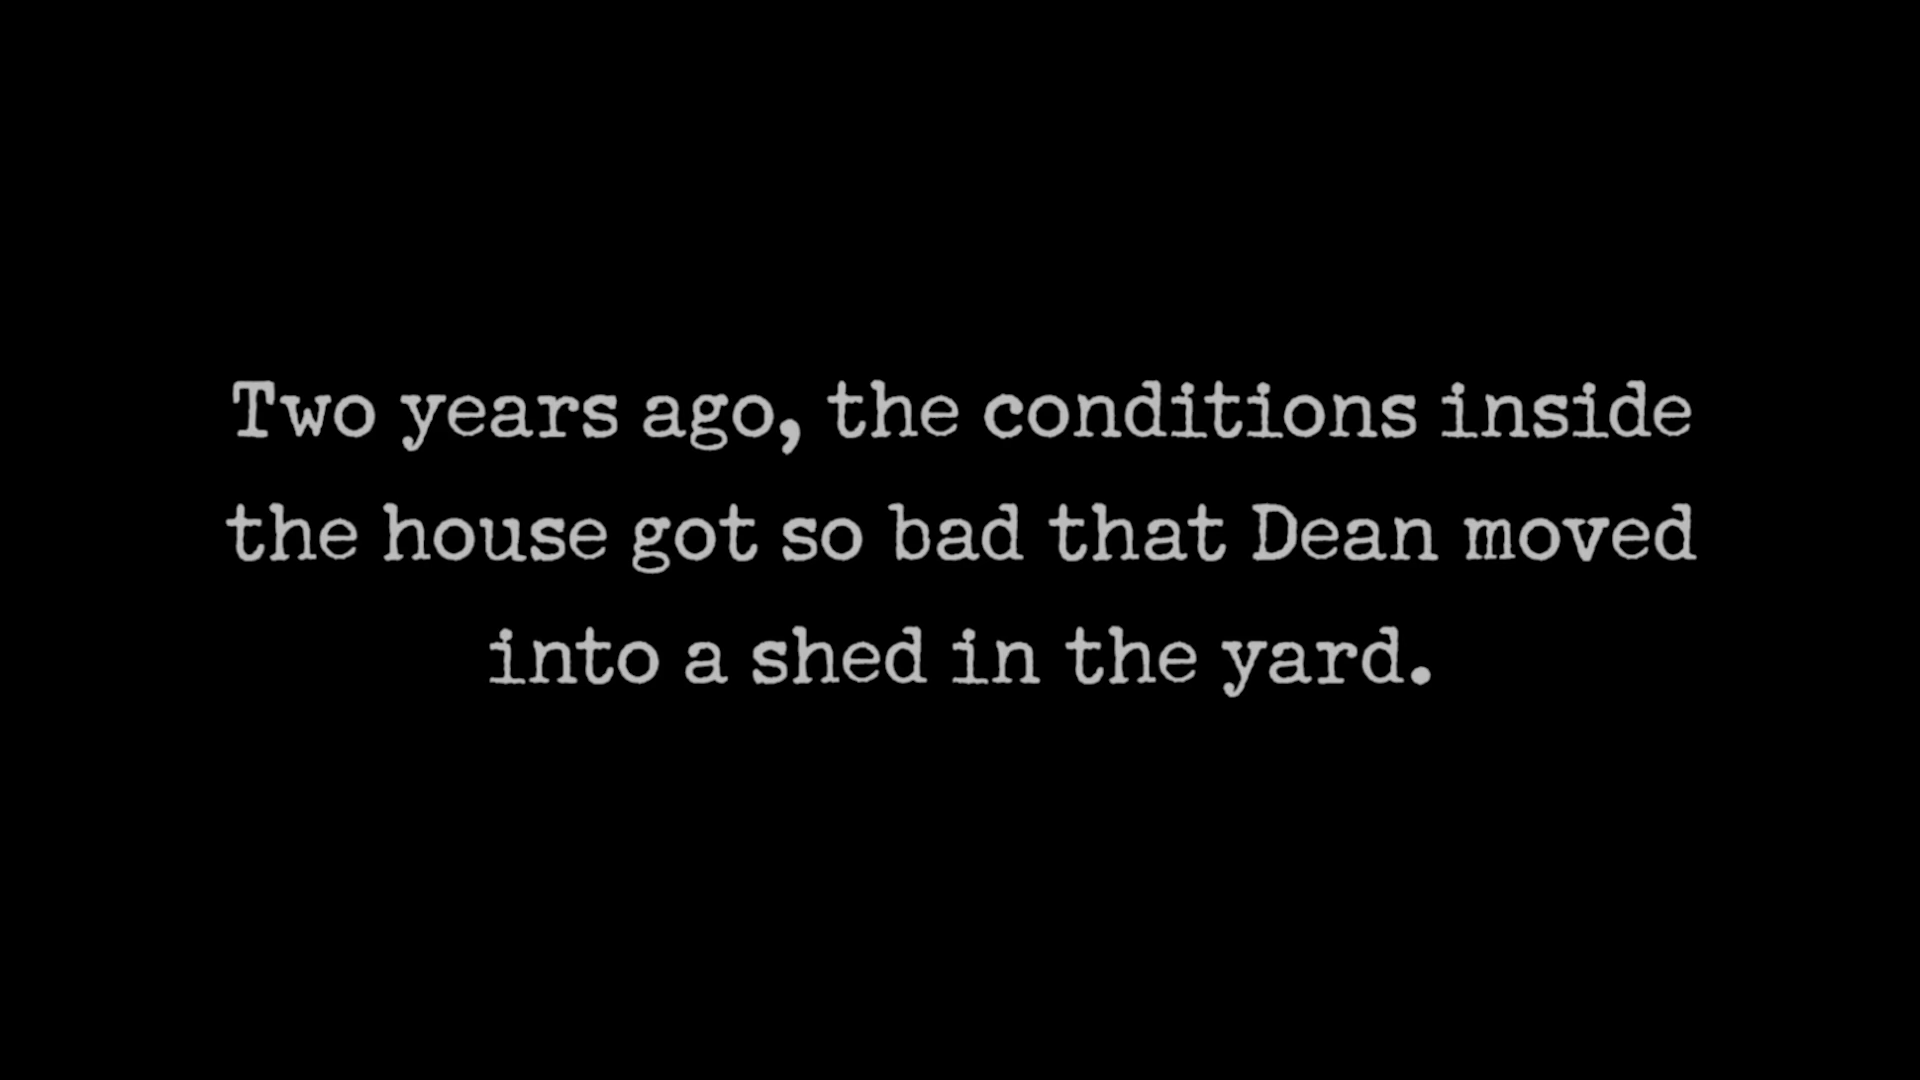 Two years ago, the conditions inside
the house got so bad that Dean moved
into a shed in the yard.